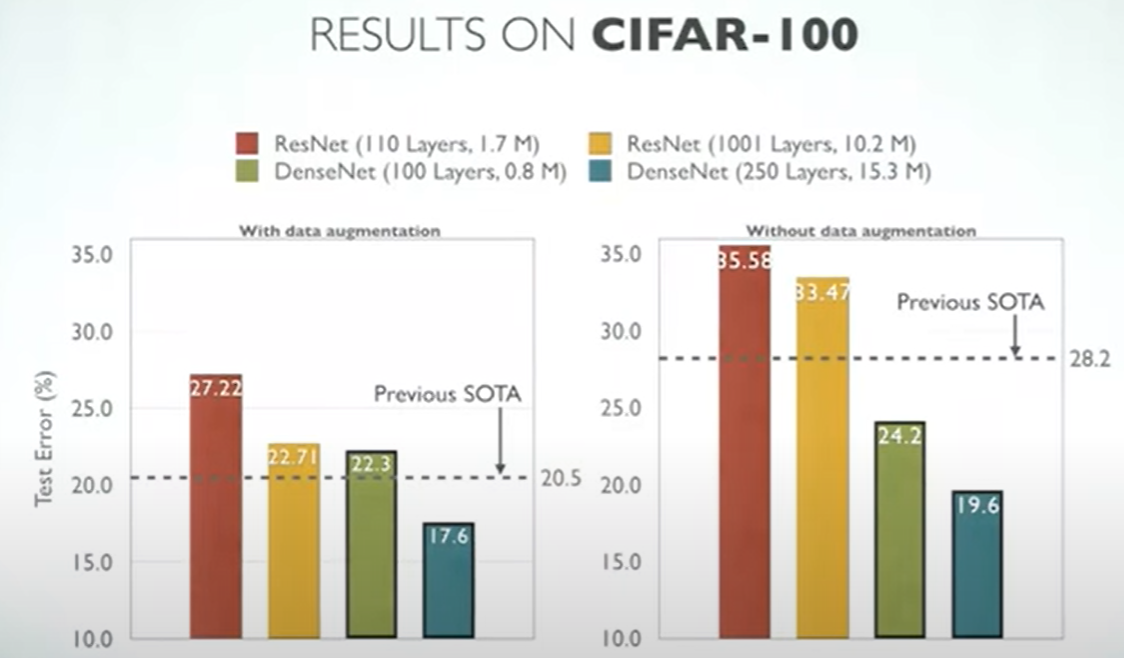 RESULTS ON CIFAR-100
ResNet (110 Layers, 1.7 M)
ResNet (1001 Layers, 10.2 M)
DenseNet (100 Layers, 0.8 M)
DenseNet (250 Layers, 15.3 M)
With data augmentation
Test Error (%)
35.0
30.0
25.0
20.0
15.0
10.0
27.22
22.71
22.3
17.6
Previous SOTA
20.5
Without data augmentation
35.0
30.0
25.0
20.0
15.0
10.0
35.58
33.47
24.2
19.6
Previous SOTA
28.2